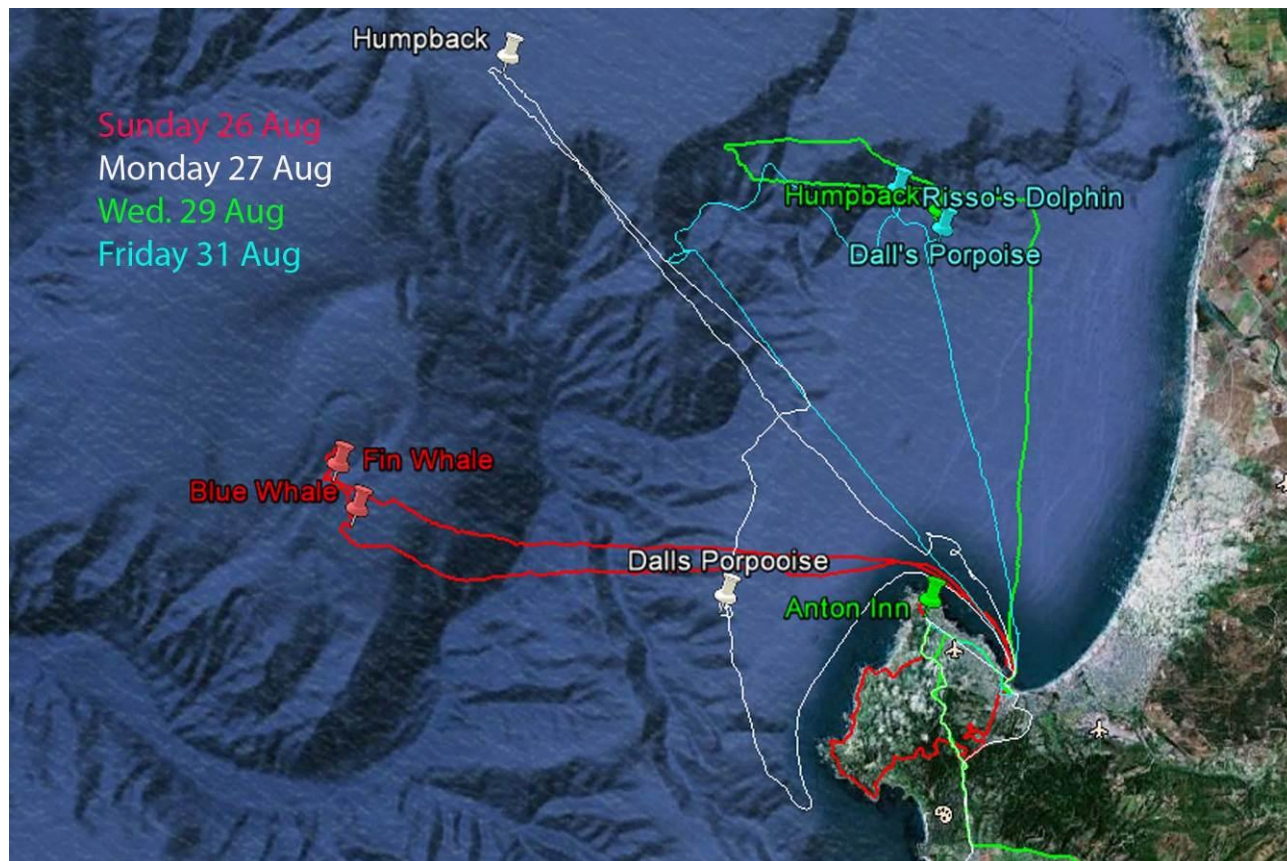 Humpback
Sunday 26 Aug
Monday 27 Aug
Wed. 29 Aug
Friday 31 Aug
Humpback
Risso's Dolphin
Dall's Porpoise
Fin Whale
Blue Whale
Dalls Porpooise
Anton Inn